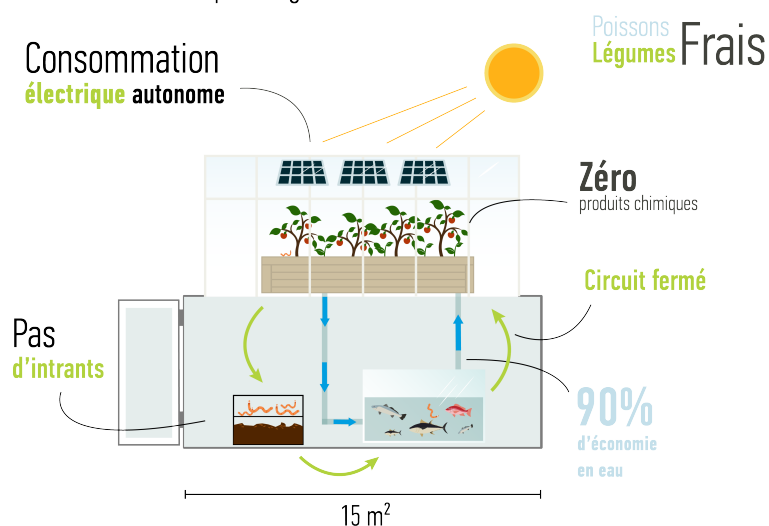 Poissons
Légumes Frais
Consommation
électrique autonome
Zéro
produits chimiques
Circuit fermé
Pas
d'intrants
90%
d'économie
en eau
15 m²